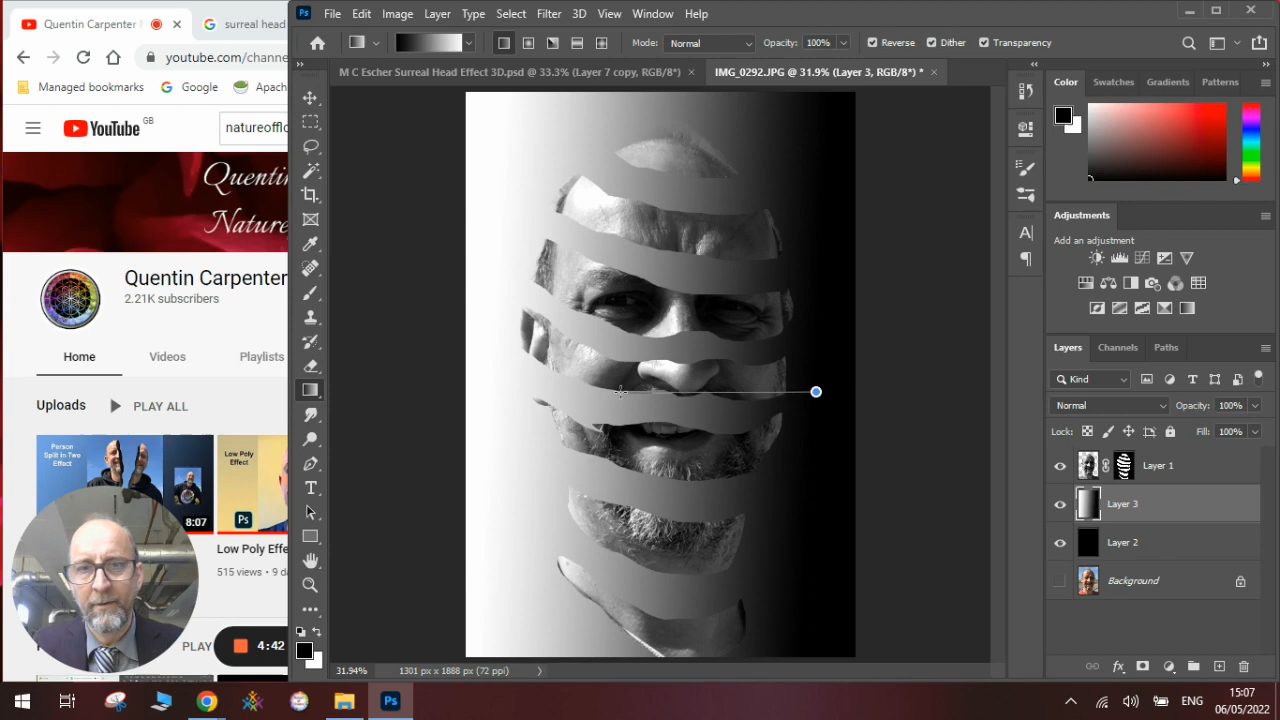 Quentin Carpenter
surreal head
youtube.com/channe
Managed bookmarks
Google
Apach
YouTube
GB
natureofflo
Quentin
Nature
Quentin Carpenter
2.21K subscribers
Home
Videos
Playlists
Uploads
PLAY ALL
Person
Split in Two
Effect
8:07
Low Poly
Effect
Ps
Low Poly Effe
515 views • 9 da
PLAY
4:42
Ps
File
Edit
Image
Layer
Type
Select
Filter
3D
View
Window
Help
Mode:
Normal
Opacity:
100%
Reverse
Dither
Transparency
M C Escher Surreal Head Effect 3D.psd @ 33.3% (Layer 7 copy, RGB/8*)
IMG_0292.JPG @ 31.9% (Layer 3, RGB/8*) *
Color
Swatches
Gradients
Patterns
Adjustments
Add an adjustment
Layers
Channels
Paths
Kind
Normal
Opacity:
100%
Lock:
Fill:
100%
Layer 1
Layer 3
Layer 2
Background
31.94%
1301 px x 1888 px (72 ppi)
Ps
ENG
15:07
06/05/2022